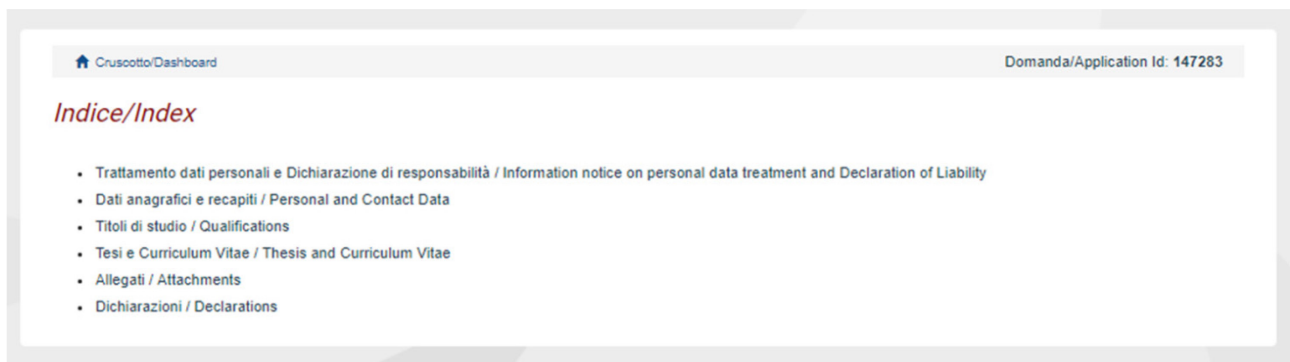 Cruscotto/Dashboard
Domanda/Application Id: 147283
Indice/Index
Trattamento dati personali e Dichiarazione di responsabilità / Information notice on personal data treatment and Declaration of Liability
Dati anagrafici e recapiti / Personal and Contact Data
Titoli di studio / Qualifications
Tesi e Curriculum Vitae / Thesis and Curriculum Vitae
Allegati / Attachments
Dichiarazioni / Declarations